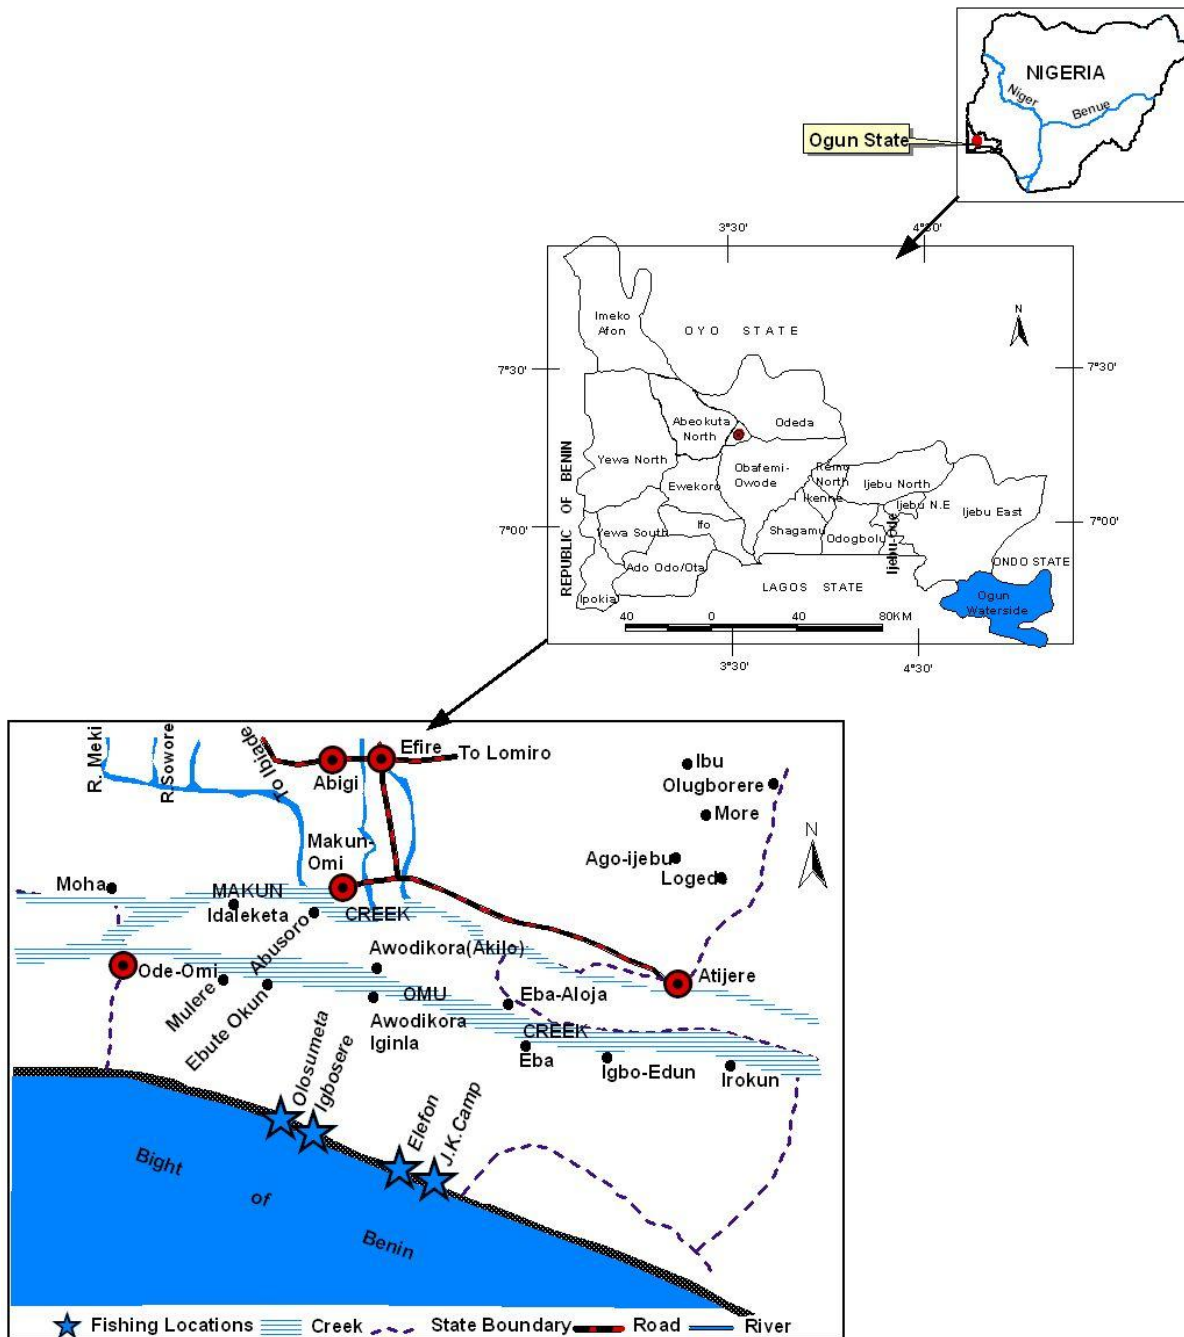 NIGERIA
Niger
Benue
Ogun State
3°30'
4°30'
N
Imeko
Afon
OYO STATE
7°30'
7°30'
Abeokuta
North
Odeda
REPUBLIC OF BENIN
Yewa North
Obafemi-
Owode
Remo
North
Ijebu North
Ewekoro
Ikenne
Ijebu N.E
Ijebu East
7°00'
7°00'
Yewa South
Ifo
Shagamu
Odogbolu
Ijebu-ode
Ado Odo/Ota
ONDO STATE
LAGOS STATE
Ipokia
Ogun
Waterside
40 0 40 80KM
3°30'
4°30'
R. Meki
R. Sowore
To Ibiade
Abigi
Efire
To Lomiro
Ibu
Olugborere
More
Makun-
Omi
Ago-ijebu
Logede
N
Moha
MAKUN
Idaleketa
CREEK
Abusoro
Ode-Omi
Awodikora(Akilo)
Atijere
Mulere
Ebute Okun
OMU
Eba-Aloja
Awodikora
Iginla
CREEK
Eba
Igbo-Edun
Irokun
Olosumeta
Igbosere
Elefon
J.K.Camp
Bight
of
Benin
Fishing Locations Creek State Boundary Road River